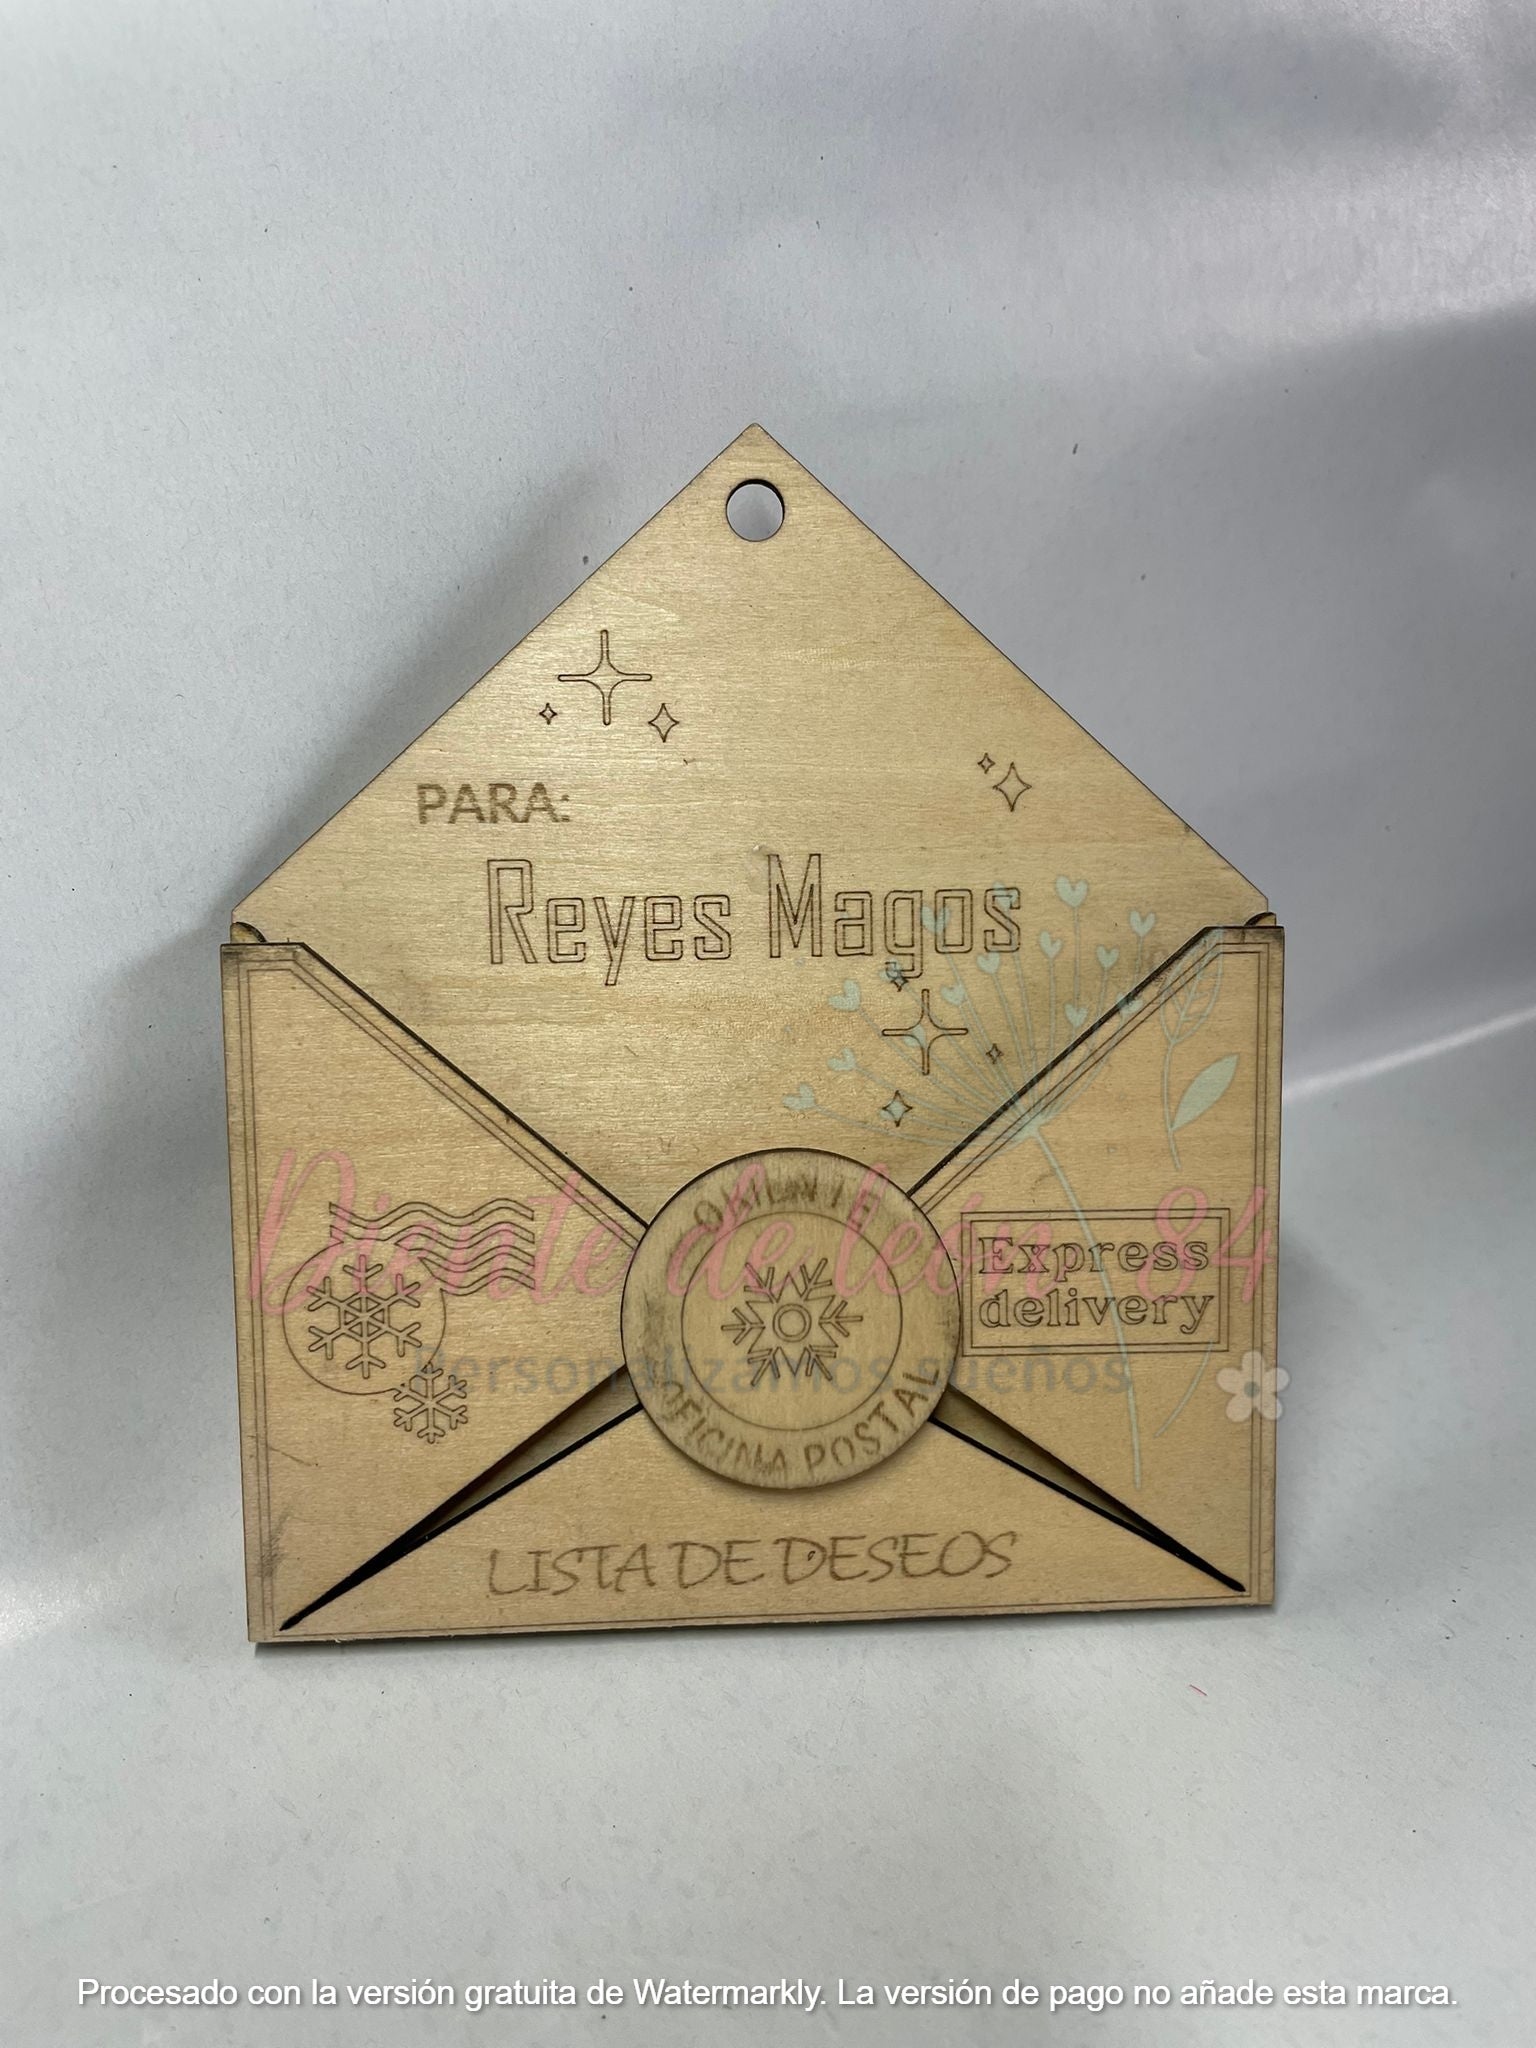 PARA:
Reyes Magos
Diente de león 84
ORIENTE
Express
delivery
Personalizamos sueños
OFICINA POSTAL
LISTA DE DESEOS
Procesado con la versión gratuita de Watermarkly. La versión de pago no añade esta marca.